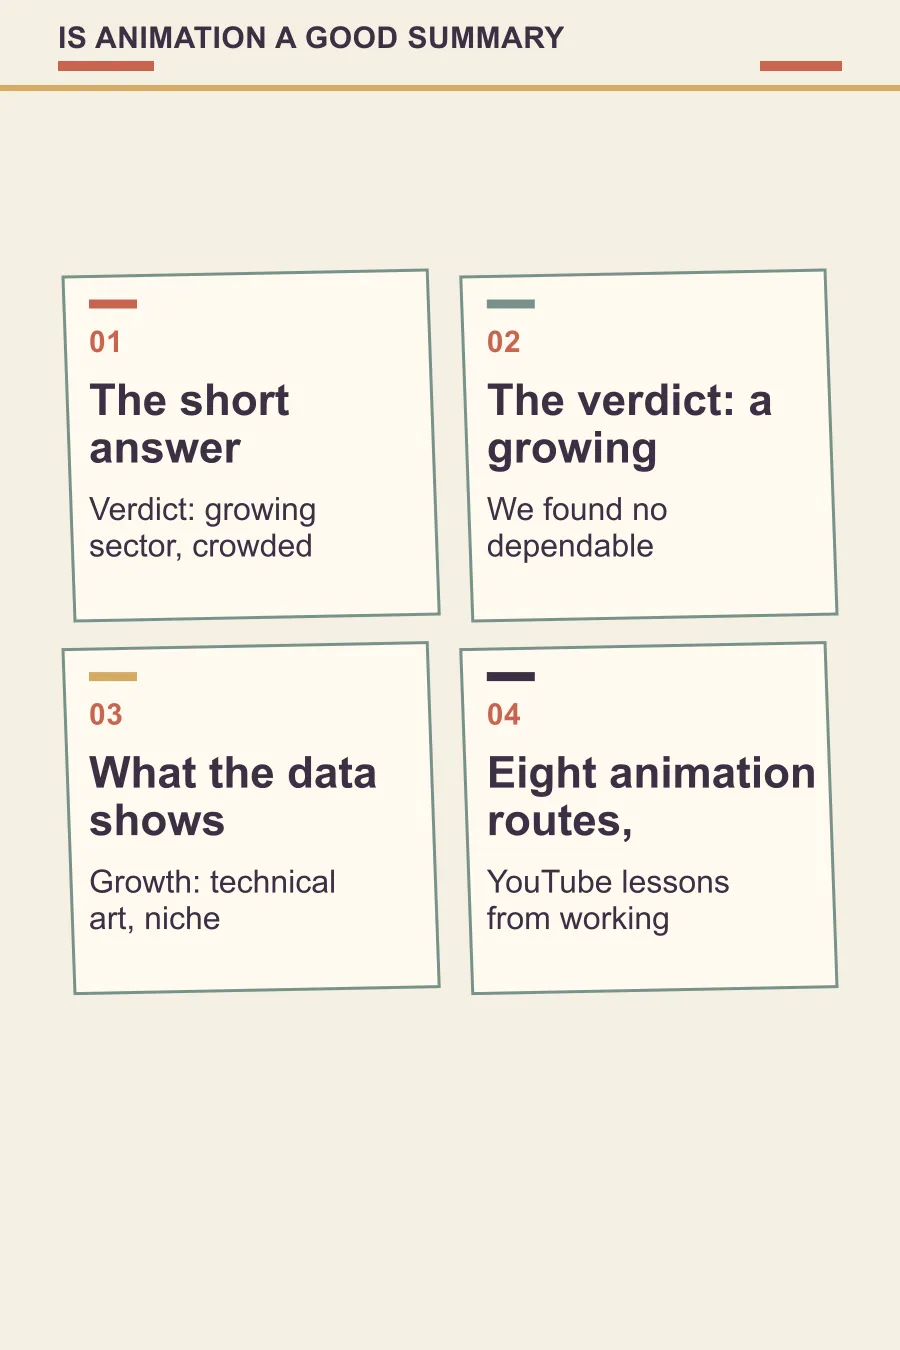 IS ANIMATION A GOOD SUMMARY
01
The short
answer
Verdict: growing
sector, crowded
02
The verdict: a
growing
We found no
dependable
03
What the data
shows
Growth: technical
art, niche
04
Eight animation
routes,
YouTube lessons
from working